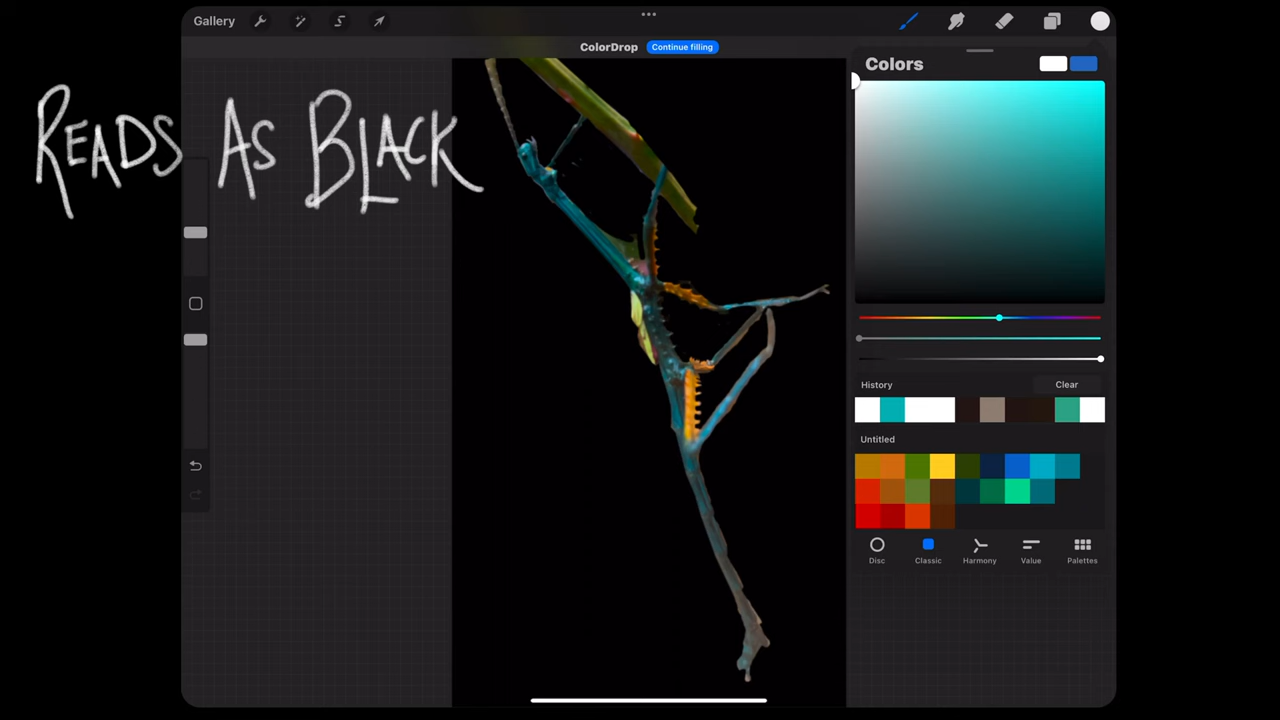 Gallery
ColorDrop Continue filling
Colors
READS AS BLACK
History Clear
Untitled
Disc Classic Harmony Value Palettes